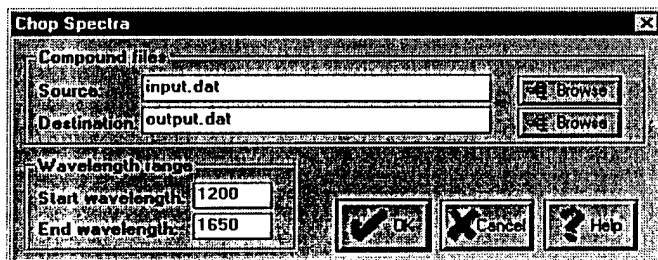 Chop Spectra
Compound files
Source: input.dat Browse
Destination: output.dat Browse
Wavelength range
Start wavelength: 1200
End wavelength: 1650
OK Cancel Help